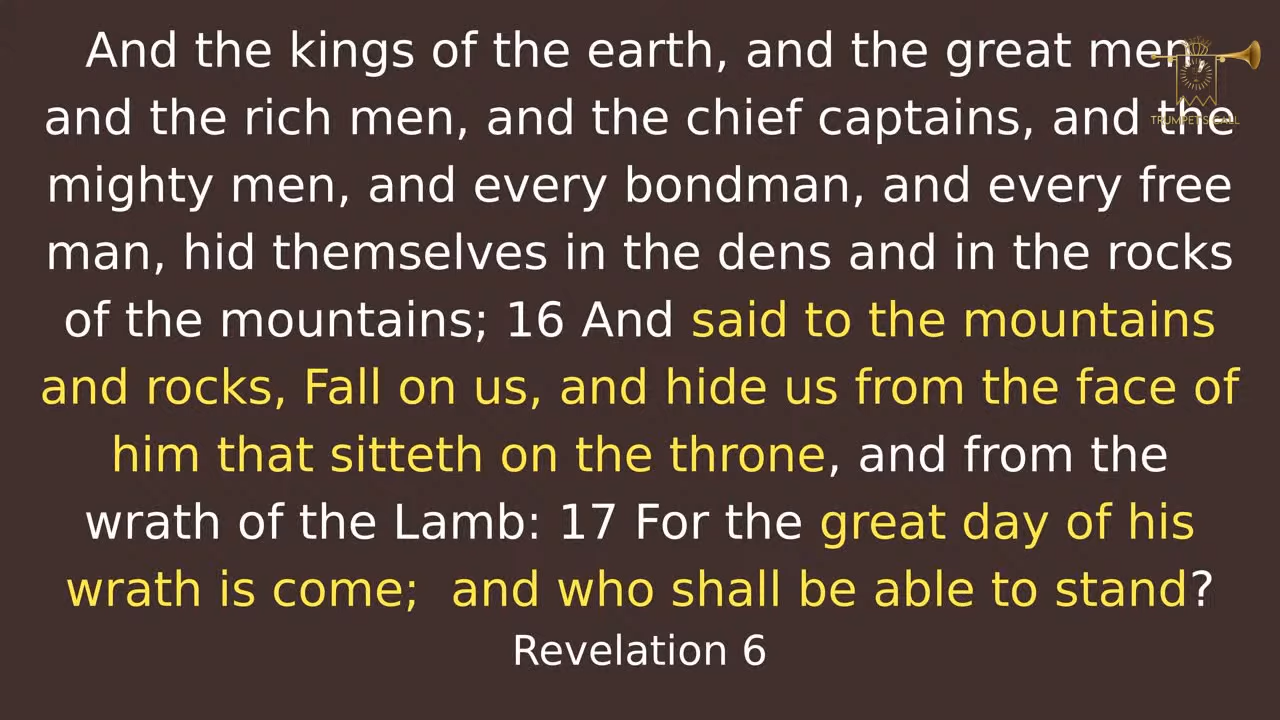 And the kings of the earth, and the great men,
and the rich men, and the chief captains, and the
mighty men, and every bondman, and every free
man, hid themselves in the dens and in the rocks
of the mountains; 16 And said to the mountains
and rocks, Fall on us, and hide us from the face of
him that sitteth on the throne, and from the
wrath of the Lamb: 17 For the great day of his
wrath is come;  and who shall be able to stand?
Revelation 6
TRUMPETS CALL